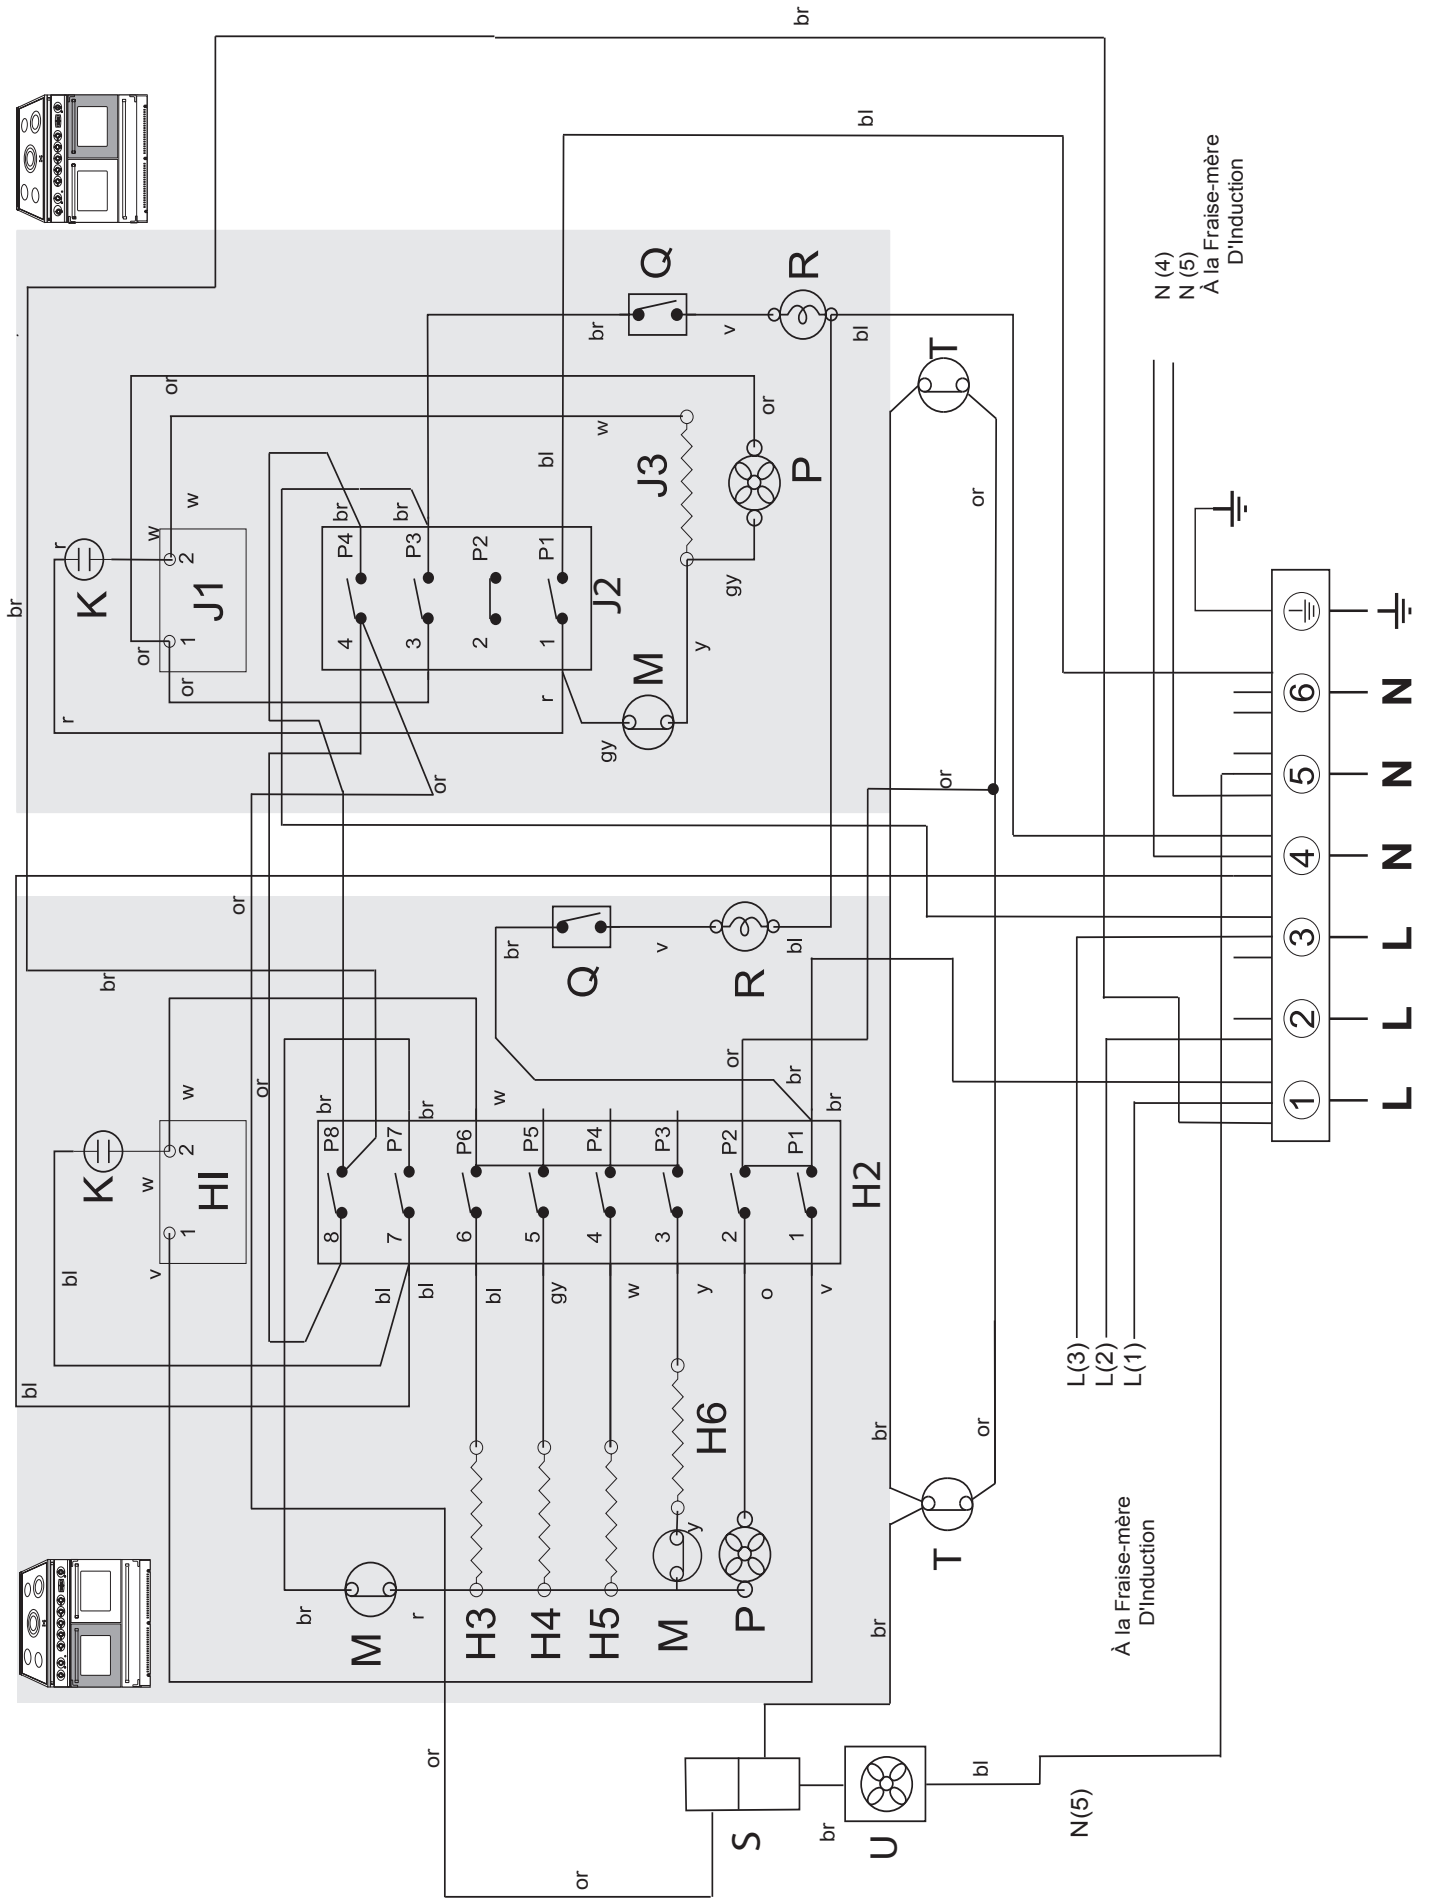 br
bl
r
bl
r
K
K
br
or
w
v
w
or
1
2
w
or
1
2
w
HI
J1
or
or
br
8
P8
br
4
P4
br
M
bl
7
P7
3
P3
br
r
bl
br
or
or
6
P6
H3
bl
w
2
P2
br
5
P5
H4
gy
r
1
P1
bl
or
Q
br
4
P4
H5
gy
J2
w
w
M
J3
Q
3
P3
v
M
y
y
H6
y
2
P2
or
gy
v
S
P
o
R
or
1
P1
br
bl
P
R
br
br
v
br
H2
bl
bl
U
br
br
T
or
T
bl
or
or
N(5)
L(3)
L(2)
L(1)
À la Fraise-mère
D'Induction
N (4)
N (5)
À la Fraise-mère
D'Induction
1
2
3
4
5
6
L
L
L
N
N
N